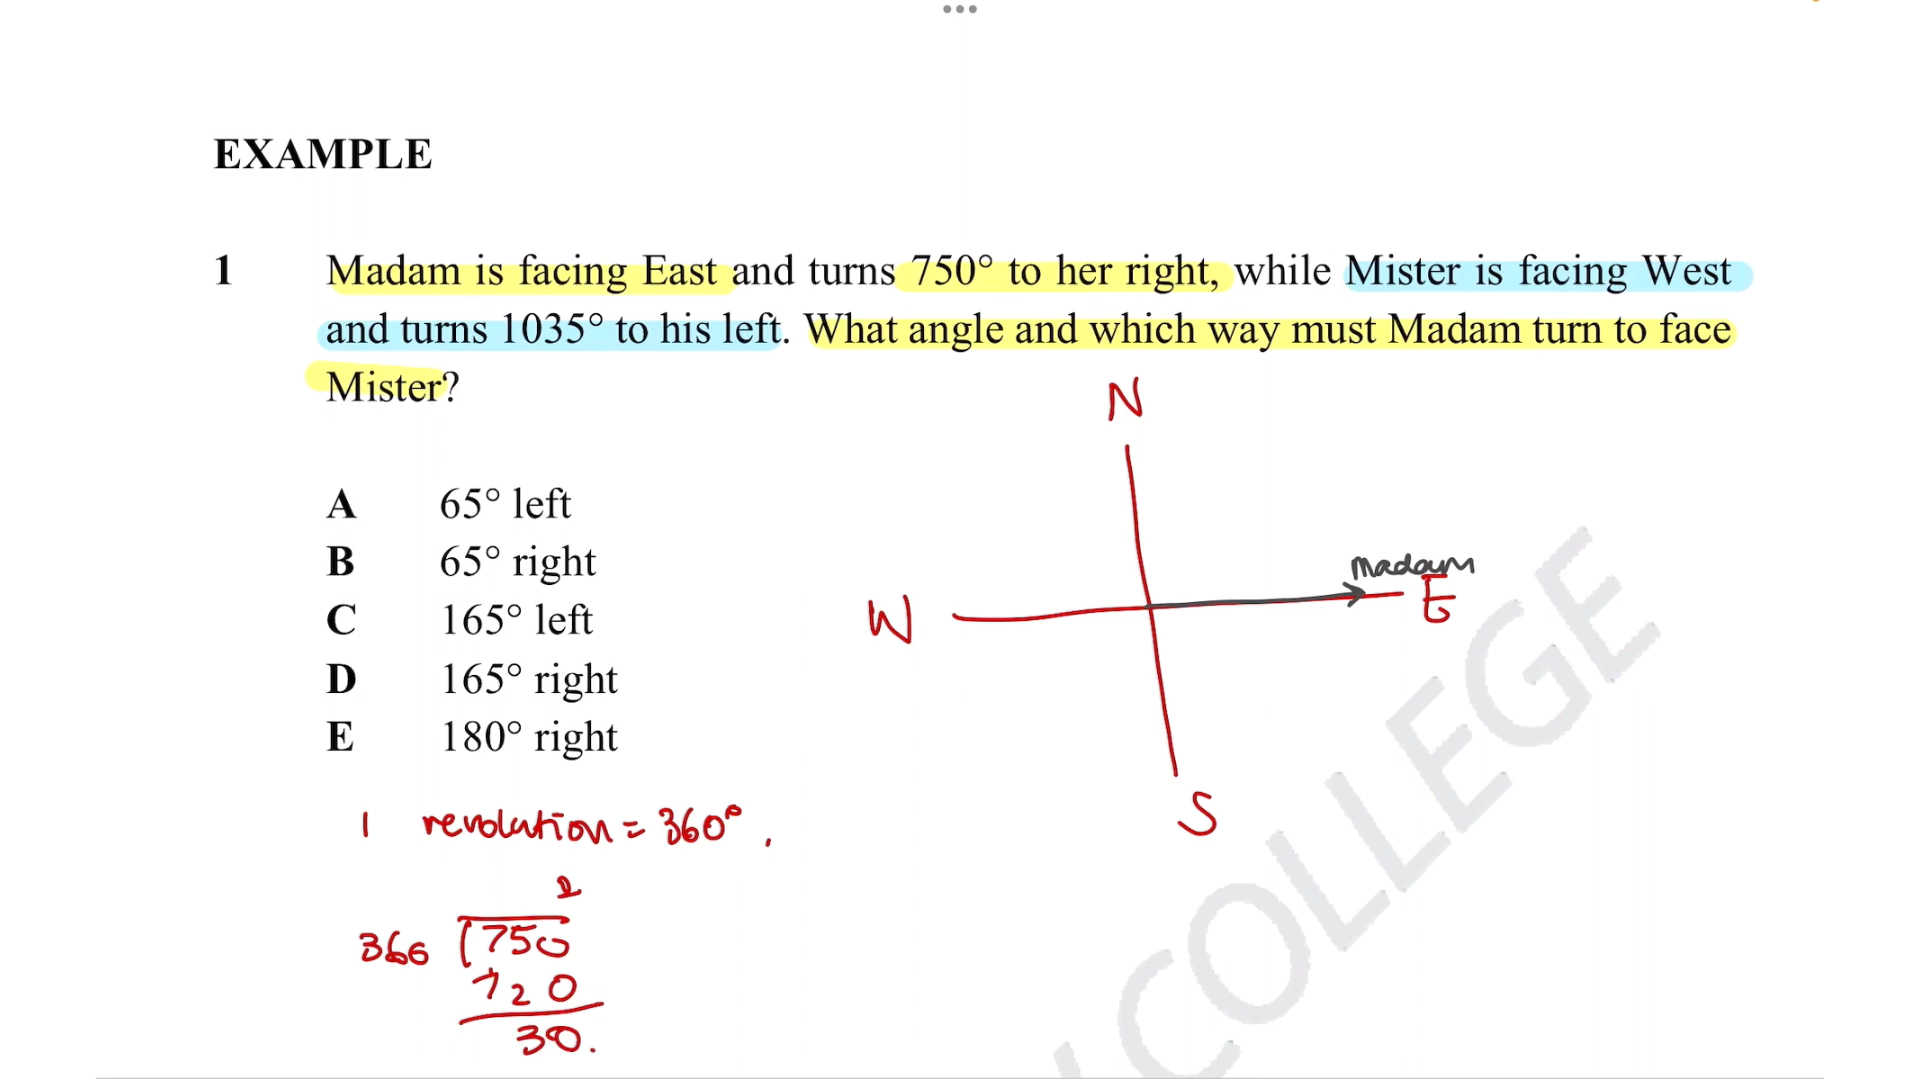 EXAMPLE
1 Madam is facing East and turns 750° to her right, while Mister is facing West
and turns 1035° to his left. What angle and which way must Madam turn to face
Mister?
N
A 65° left
B 65° right
C 165° left
D 165° right
E 180° right
Madam
W E
S
1 revolution = 360°.
2
360 750
720
30.
COLLEGE